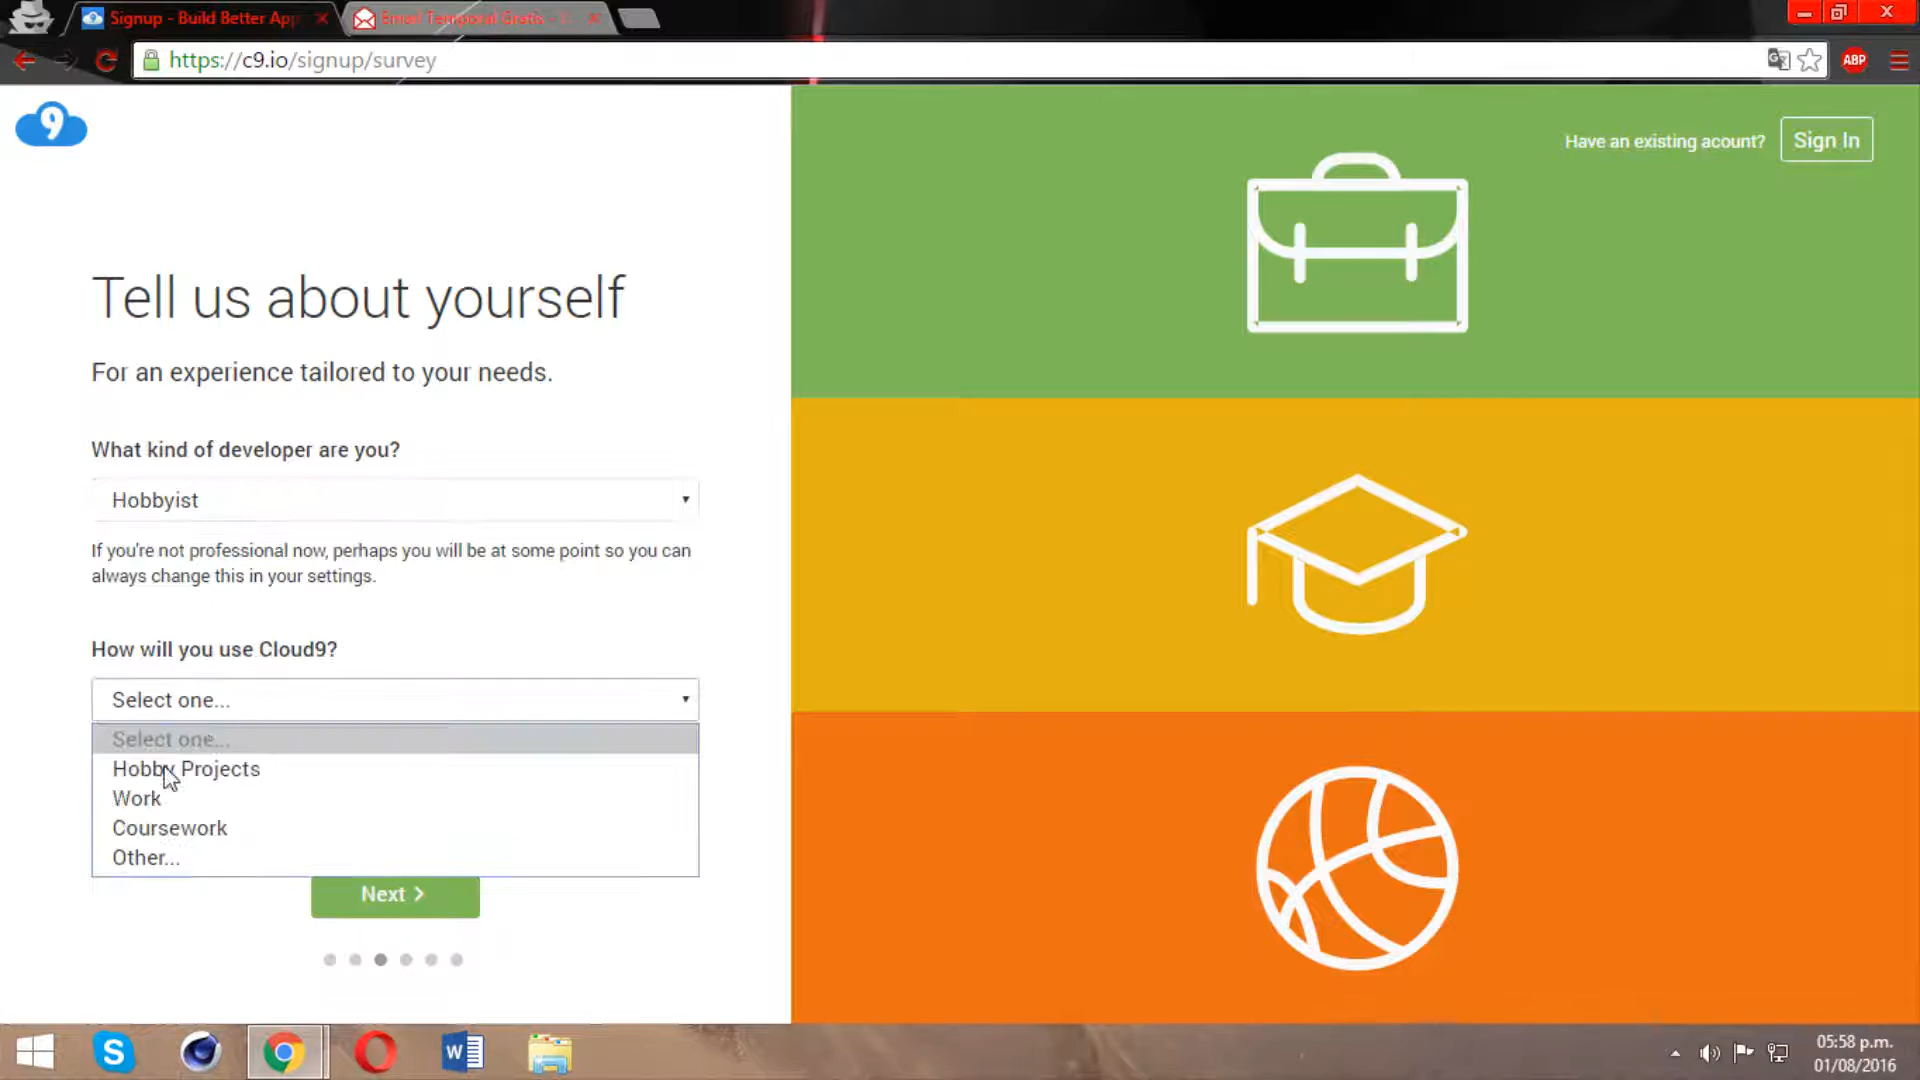 Signup - Build Better App
Email Temporal Gratis -
https://c9.io/signup/survey
ABP
9
Have an existing acount?
Sign In
Tell us about yourself
For an experience tailored to your needs.
What kind of developer are you?
Hobbyist
If you're not professional now, perhaps you will be at some point so you can
always change this in your settings.
How will you use Cloud9?
Select one...
Select one...
Hobby Projects
Work
Coursework
Other...
Next
05:58 p.m.
01/08/2016